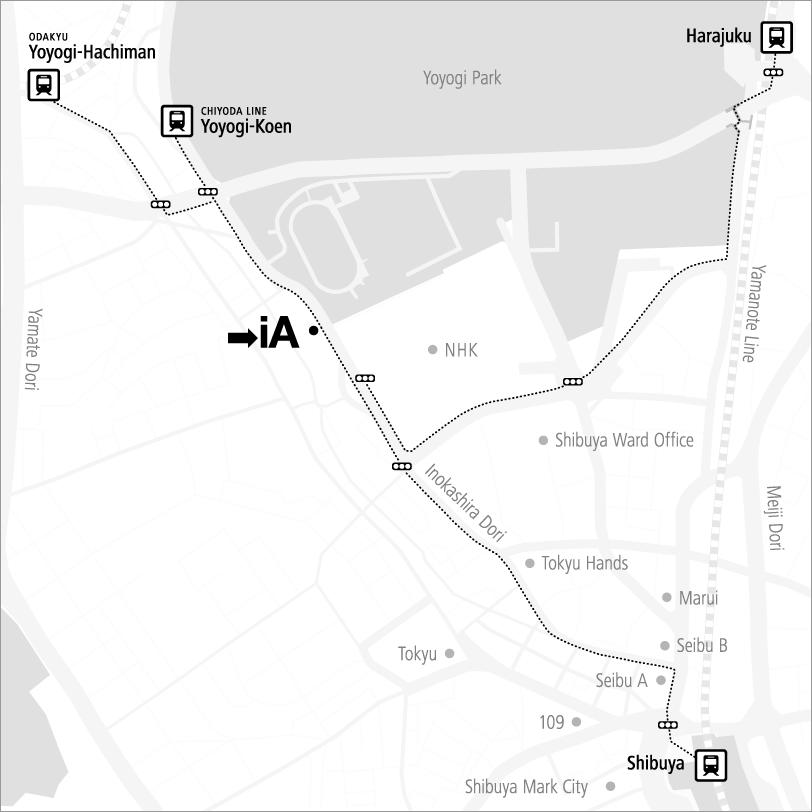 ODAKYU
Yoyogi-Hachiman
Harajuku
Yoyogi Park
CHIYODA LINE
Yoyogi-Koen
Yamanote Line
Yamate Dori
iA
NHK
Shibuya Ward Office
Inokashira Dori
Meiji Dori
Tokyu Hands
Marui
Seibu B
Tokyu
Seibu A
109
Shibuya
Shibuya Mark City